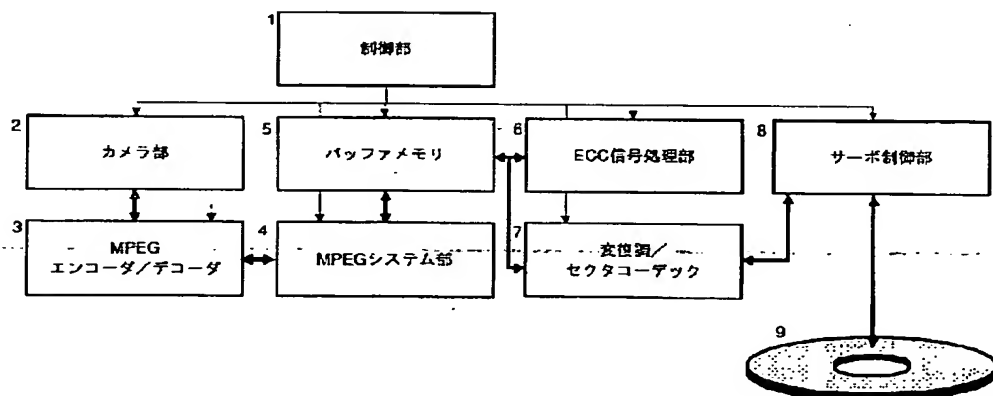 1
制御部
2
カメラ部
5
バッファメモリ
6
ECC信号処理部
8
サーボ制御部
3
MPEG
エンコーダ/デコーダ
4
MPEGシステム部
7
変復調/
セクタコーデック
9